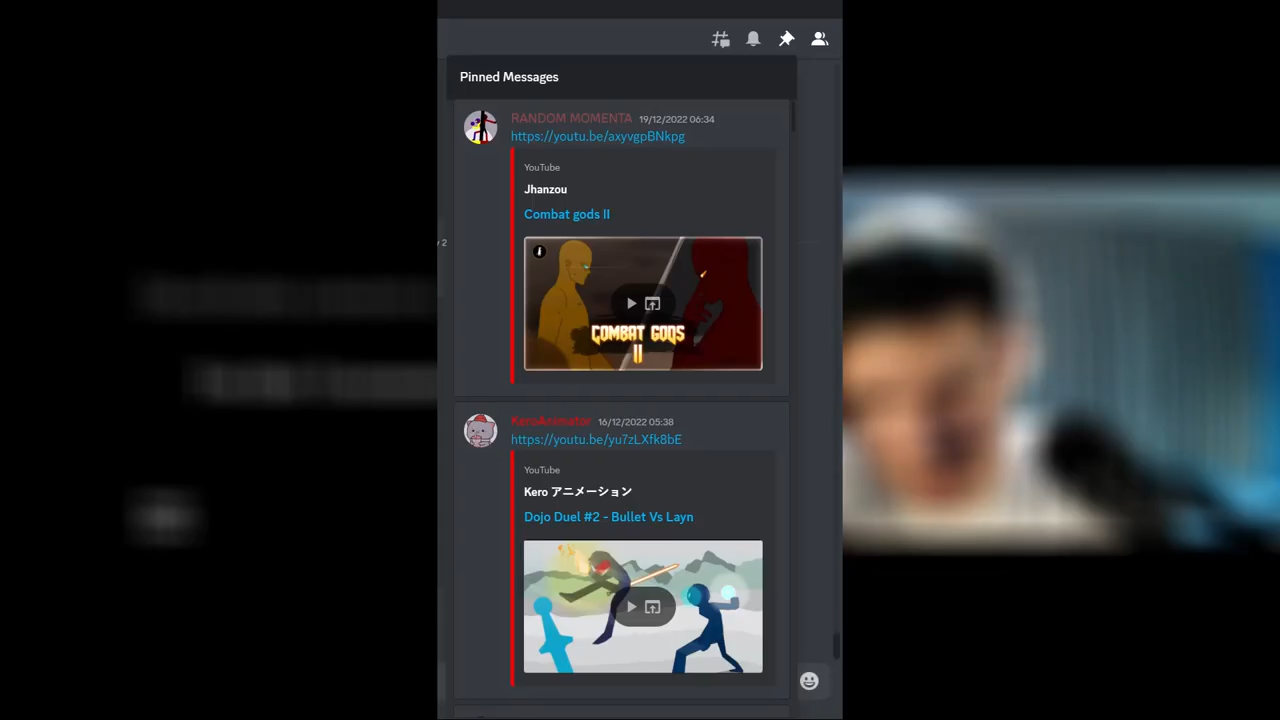 Pinned Messages
RANDOM MOMENTA 19/12/2022 06:34
https://youtu.be/axyvgpBNkpg
YouTube
Jhanzou
Combat gods II
COMBAT GODS
II
y 2
KeroAnimator 16/12/2022 05:38
https://youtu.be/yu7zLXfk8bE
YouTube
Kero アニメーション
Dojo Duel #2 - Bullet Vs Layn